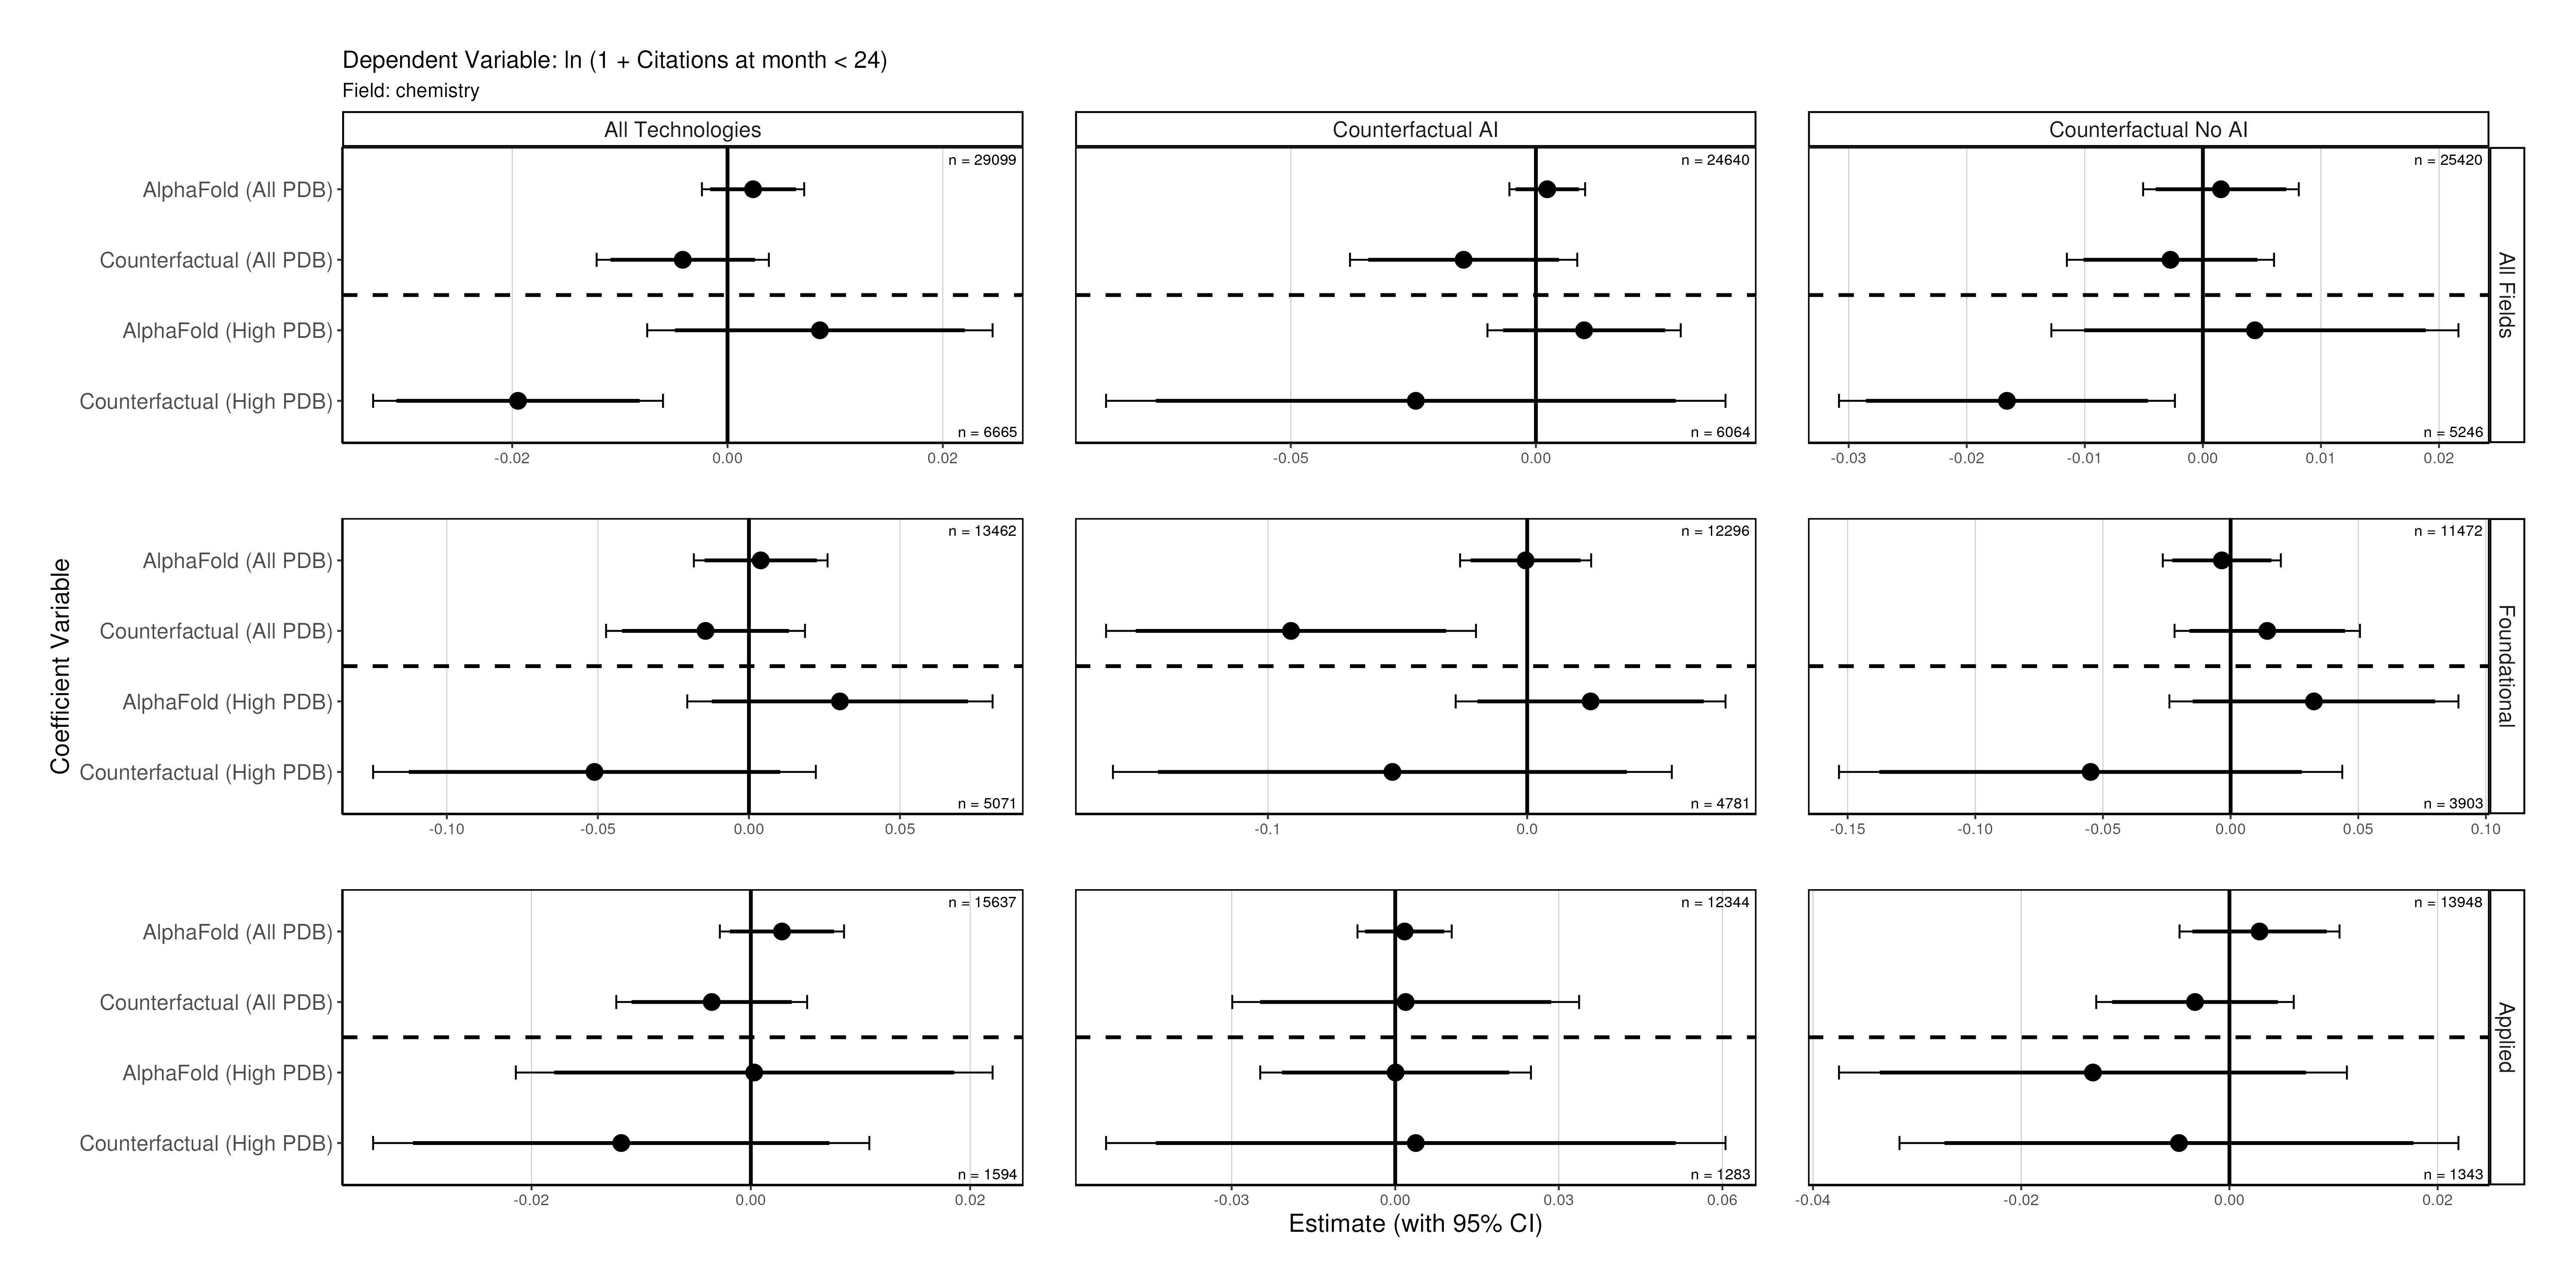 Dependent Variable: ln (1 + Citations at month < 24)
Field: chemistry
All Technologies
Counterfactual AI
Counterfactual No AI
Coefficient Variable
AlphaFold (All PDB)
Counterfactual (All PDB)
AlphaFold (High PDB)
Counterfactual (High PDB)
n = 29099
n = 6665
-0.02 0.00 0.02
n = 24640
n = 6064
-0.05 0.00
n = 25420
n = 5246
-0.03 -0.02 -0.01 0.00 0.01 0.02
All Fields
AlphaFold (All PDB)
Counterfactual (All PDB)
AlphaFold (High PDB)
Counterfactual (High PDB)
n = 13462
n = 5071
-0.10 -0.05 0.00 0.05
n = 12296
n = 4781
-0.1 0.0
n = 11472
n = 3903
-0.15 -0.10 -0.05 0.00 0.05 0.10
Foundational
AlphaFold (All PDB)
Counterfactual (All PDB)
AlphaFold (High PDB)
Counterfactual (High PDB)
n = 15637
n = 1594
-0.02 0.00 0.02
n = 12344
n = 1283
-0.03 0.00 0.03 0.06
n = 13948
n = 1343
-0.04 -0.02 0.00 0.02
Applied
Estimate (with 95% CI)